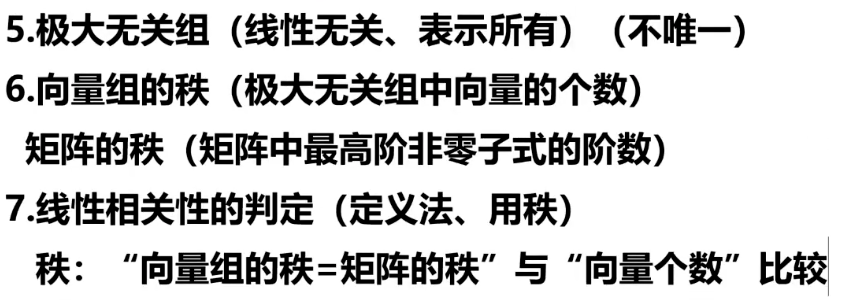 5.极大无关组（线性无关、表示所有）（不唯一）
6.向量组的秩（极大无关组中向量的个数）
矩阵的秩（矩阵中最高阶非零子式的阶数）
7.线性相关性的判定（定义法、用秩）
秩：“向量组的秩=矩阵的秩”与“向量个数”比较